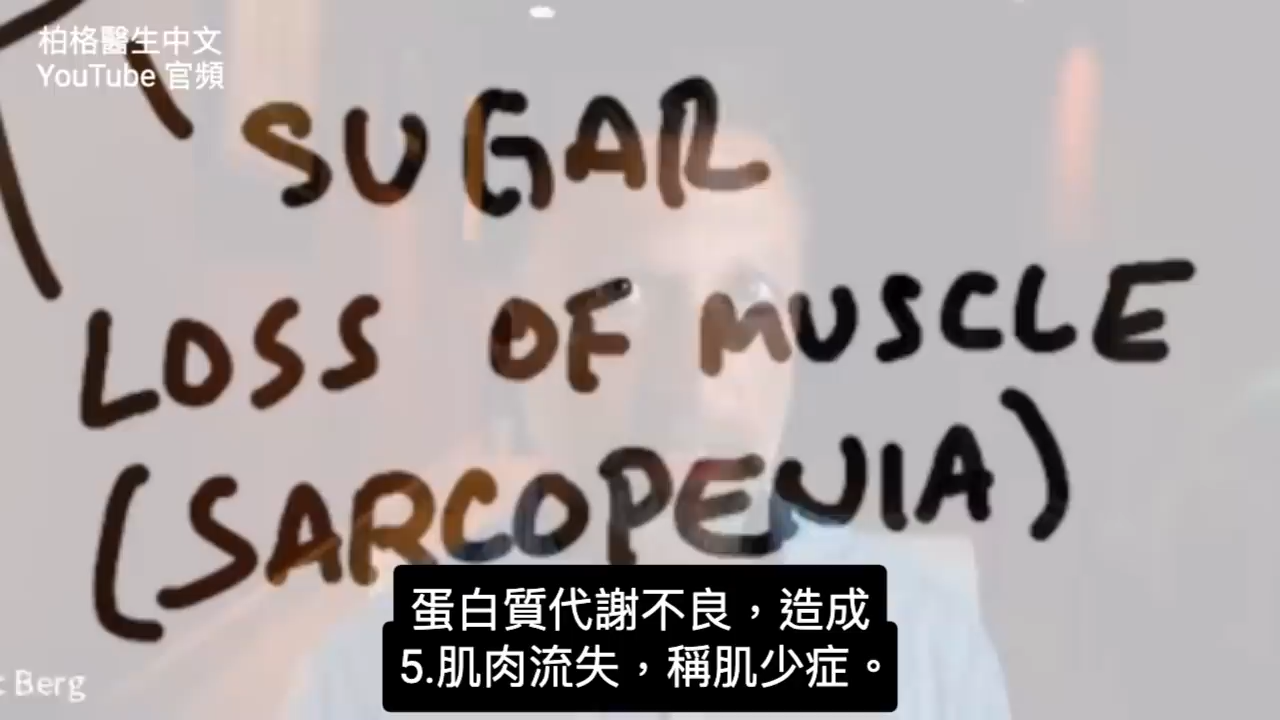 柏格醫生中文
YouTube 官頻
SUGAR
LOSS OF MUSCLE
(SARCOPENIA)
蛋白質代謝不良，造成
5.肌肉流失，稱肌少症。
Berg